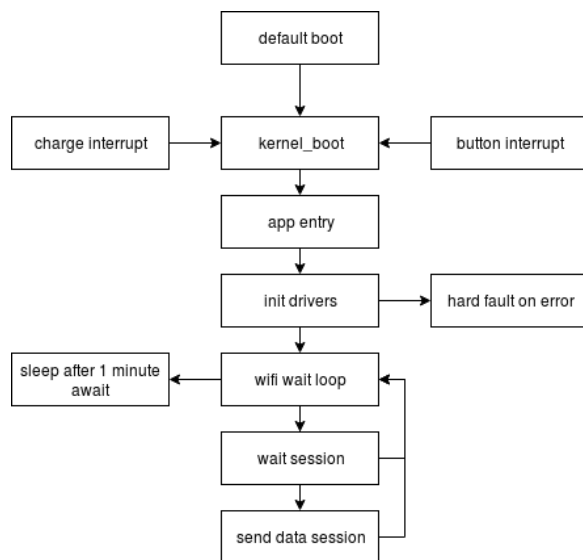 default boot
charge interrupt
kernel_boot
button interrupt
app entry
init drivers
hard fault on error
sleep after 1 minute
await
wifi wait loop
wait session
send data session